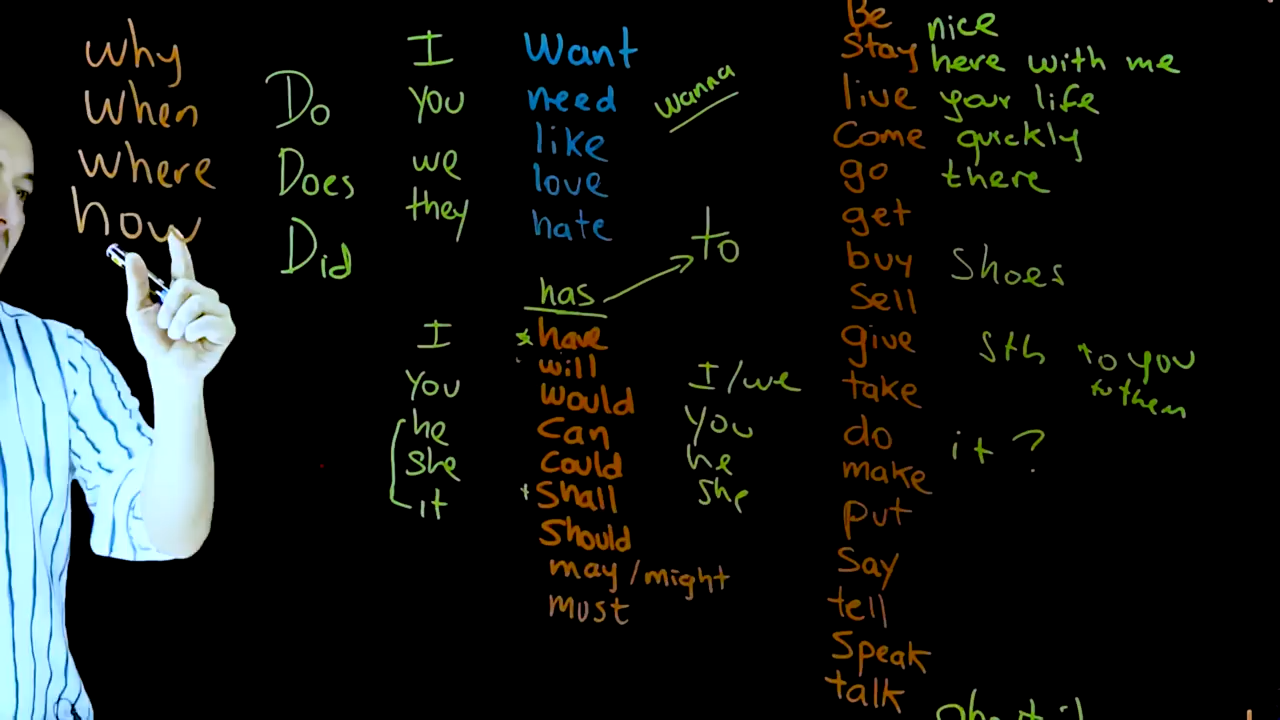 why
when
where
how
Do
Does
Did
I
you
we
they
want
need
like
love
hate
wanna
to
has
I
You
he
she
it
* have
will
would
Can
Could
Shall
Should
may/might
must
I/we
You
he
she
Be nice
Stay here with me
live your life
Come quickly
go there
get
buy shoes
Sell
give sth to you
to them
take
do it ?
make
put
Say
tell
Speak
talk